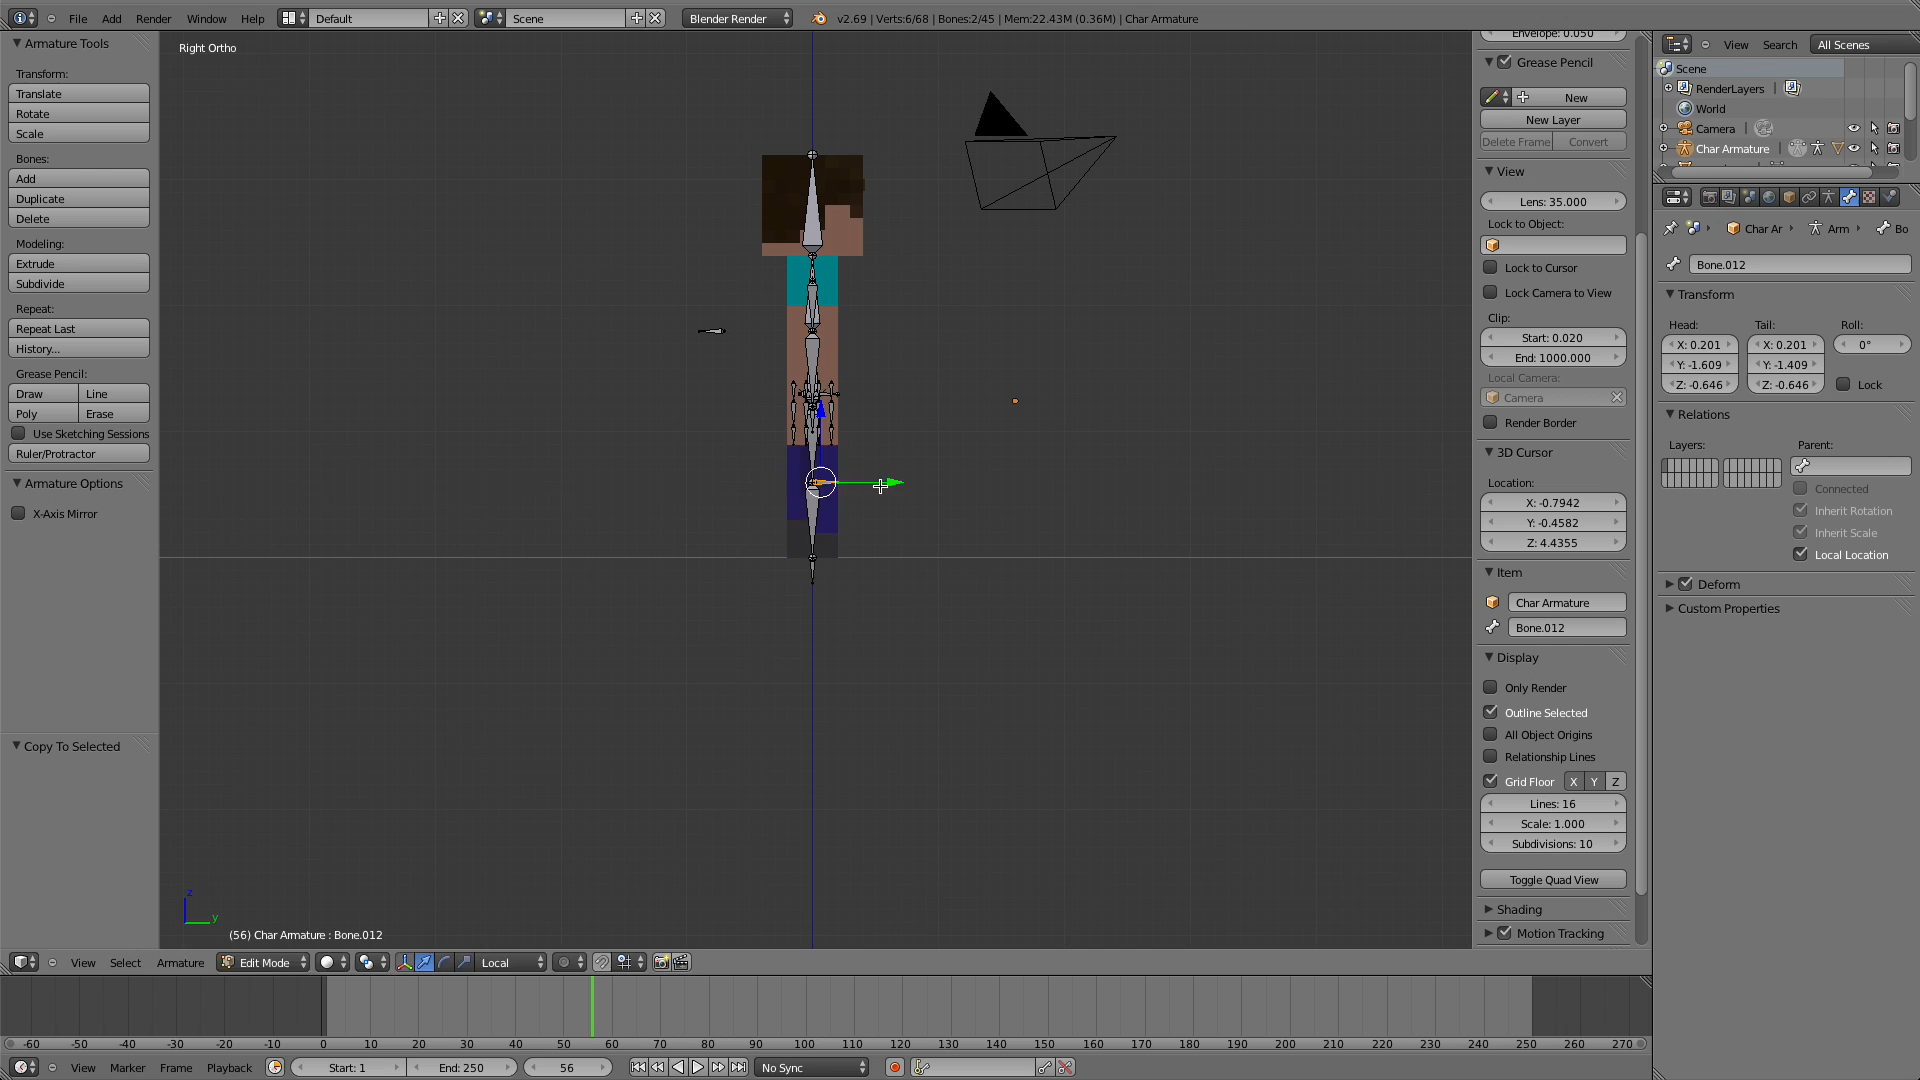 File Add Render Window Help Default Scene Blender Render v2.69 | Verts:6/68 | Bones:2/45 | Mem:22.43M (0.36M) | Char Armature
Armature Tools
Transform:
Translate
Rotate
Scale
Bones:
Add
Duplicate
Delete
Modeling:
Extrude
Subdivide
Repeat:
Repeat Last
History...
Grease Pencil:
Draw Line
Poly Erase
Use Sketching Sessions
Ruler/Protractor
Armature Options
X-Axis Mirror
Copy To Selected
Right Ortho
z
y
(56) Char Armature : Bone.012
Envelope: 0.050
Grease Pencil
New
New Layer
Delete Frame Convert
View
Lens: 35.000
Lock to Object:
Lock to Cursor
Lock Camera to View
Clip:
Start: 0.020
End: 1000.000
Local Camera:
Camera
Render Border
3D Cursor
Location:
X: -0.7942
Y: -0.4582
Z: 4.4355
Item
Char Armature
Bone.012
Display
Only Render
Outline Selected
All Object Origins
Relationship Lines
Grid Floor X Y Z
Lines: 16
Scale: 1.000
Subdivisions: 10
Toggle Quad View
Shading
Motion Tracking
View Search All Scenes
Scene
RenderLayers
World
Camera
Char Armature
Char Ar Arm Bo
Bone.012
Transform
Head: Tail: Roll:
X: 0.201 X: 0.201 0°
Y: -1.609 Y: -1.409
Z: -0.646 Z: -0.646 Lock
Relations
Layers: Parent:
Connected
Inherit Rotation
Inherit Scale
Local Location
Deform
Custom Properties
View Select Armature Edit Mode Local
-60 -50 -40 -30 -20 -10 0 10 20 30 40 50 60 70 80 90 100 110 120 130 140 150 160 170 180 190 200 210 220 230 240 250 260 270
View Marker Frame Playback Start: 1 End: 250 56 No Sync